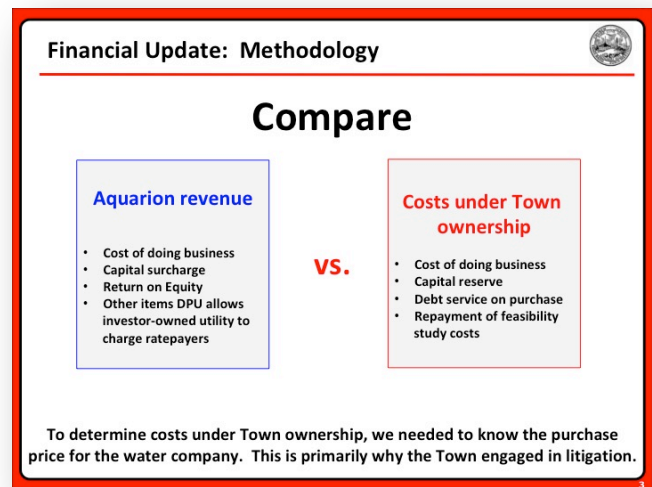 Financial Update:  Methodology
Compare
Aquarion revenue
• Cost of doing business
• Capital surcharge
• Return on Equity
• Other items DPU allows
investor-owned utility to
charge ratepayers
vs.
Costs under Town
ownership
• Cost of doing business
• Capital reserve
• Debt service on purchase
• Repayment of feasibility
study costs
To determine costs under Town ownership, we needed to know the purchase
price for the water company.  This is primarily why the Town engaged in litigation.
3